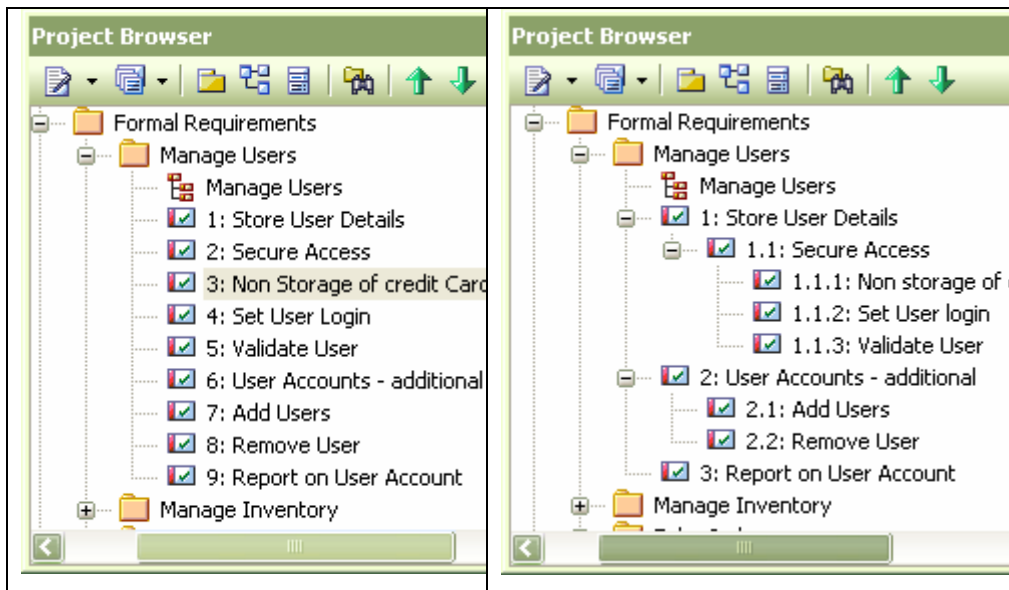 Project Browser
Formal Requirements
Manage Users
Manage Users
1: Store User Details
2: Secure Access
3: Non Storage of credit Card
4: Set User Login
5: Validate User
6: User Accounts - additional
7: Add Users
8: Remove User
9: Report on User Account
Manage Inventory
Project Browser
Formal Requirements
Manage Users
Manage Users
1: Store User Details
1.1: Secure Access
1.1.1: Non storage of
1.1.2: Set User login
1.1.3: Validate User
2: User Accounts - additional
2.1: Add Users
2.2: Remove User
3: Report on User Account
Manage Inventory